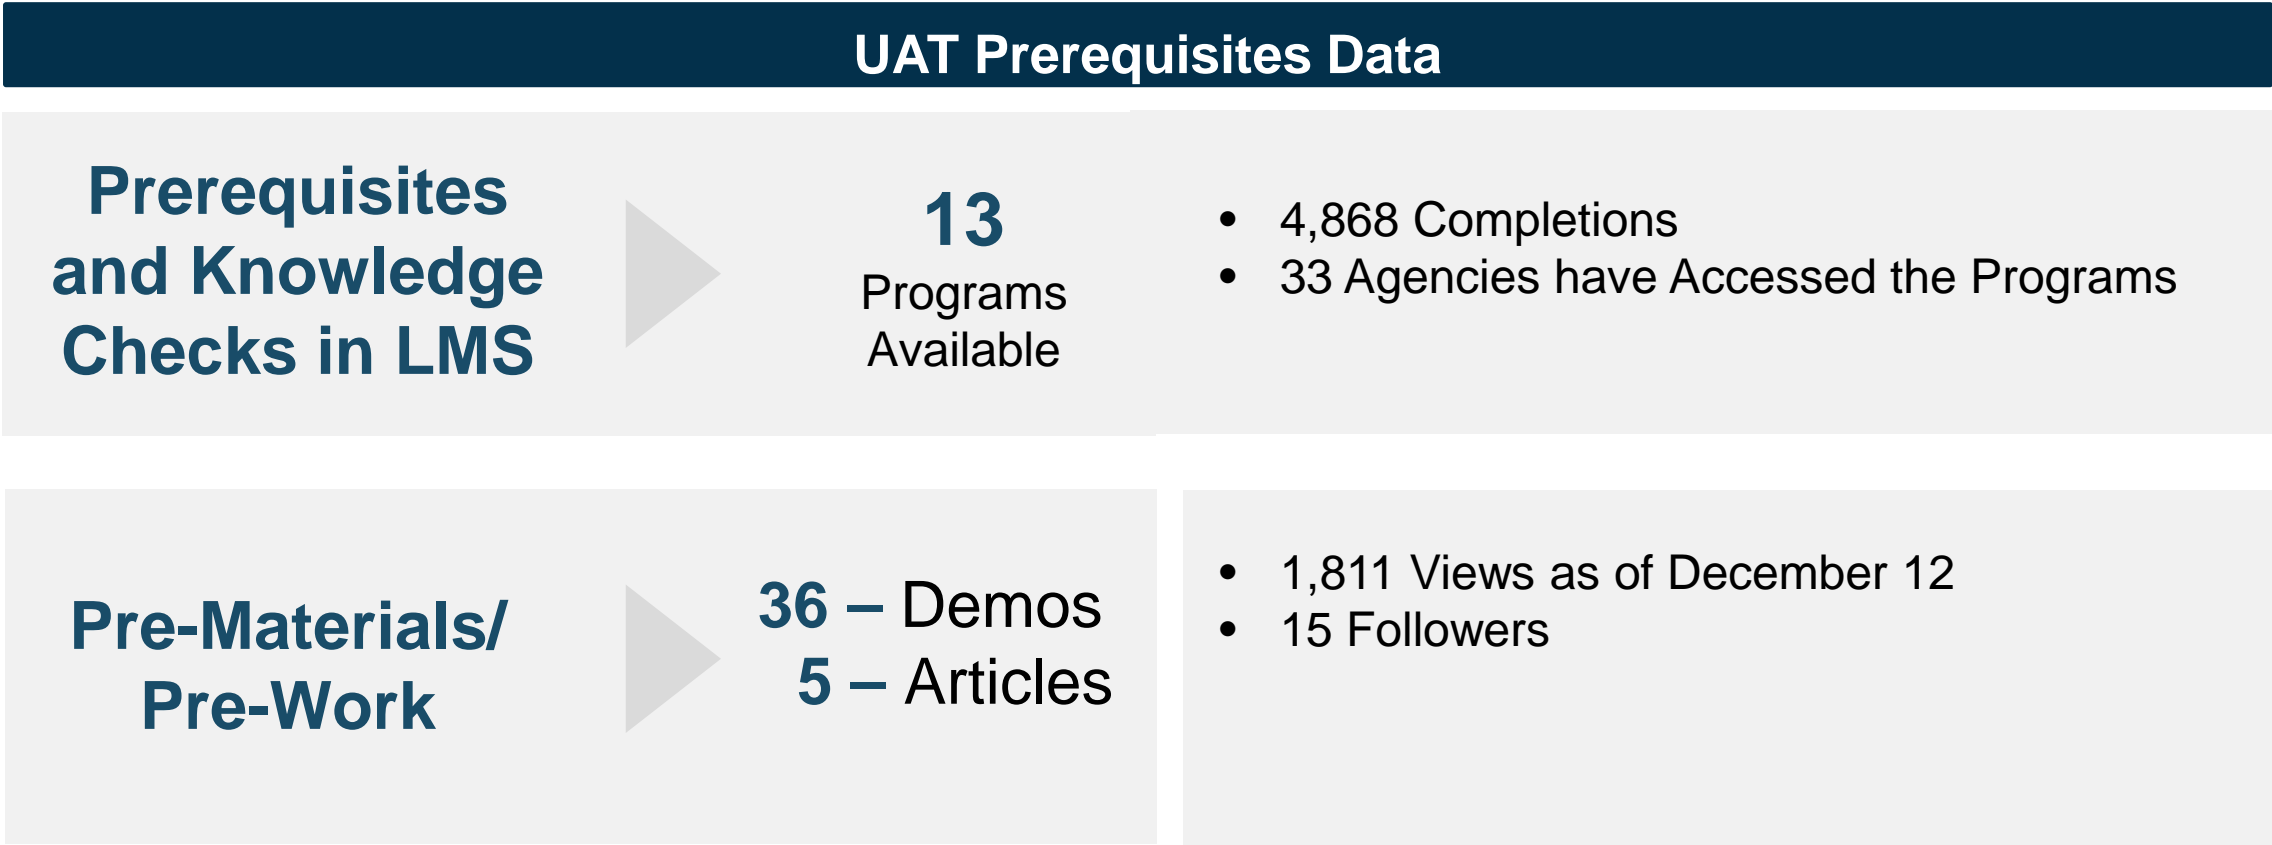 UAT Prerequisites Data
Prerequisites
and Knowledge
Checks in LMS
13
Programs
Available
• 4,868 Completions
• 33 Agencies have Accessed the Programs
Pre-Materials/
Pre-Work
36 – Demos
5 – Articles
• 1,811 Views as of December 12
• 15 Followers